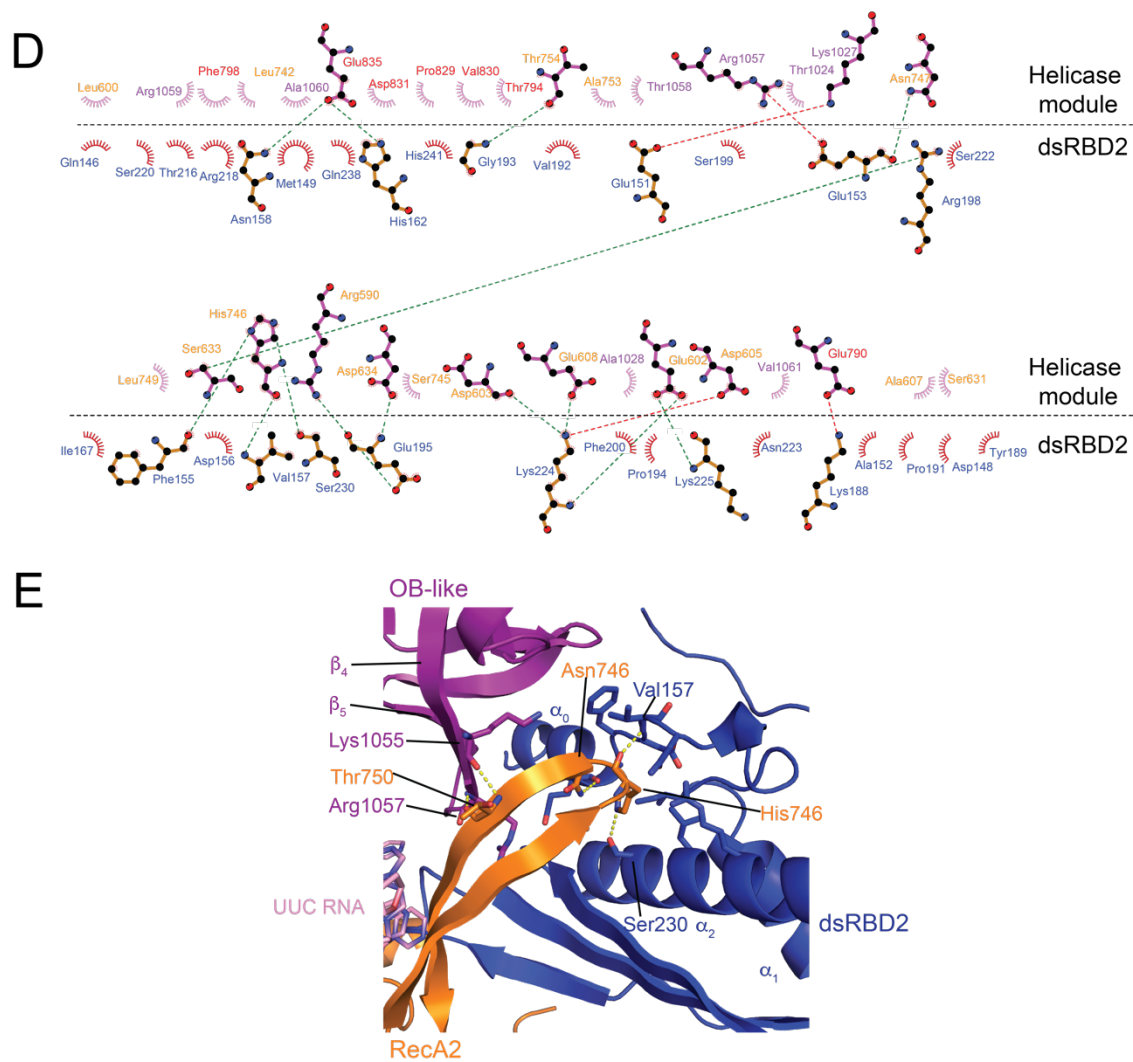 D
Leu600
Arg1059
Phe798
Leu742
Ala1060
Glu835
Asp831
Pro829
Val830
Thr794
Thr754
Ala753
Thr1058
Arg1057
Lys1027
Thr1024
Asn747
Helicase
module
dsRBD2
Gln146
Ser220
Thr216
Arg218
Asn158
Met149
Gln238
His162
His241
Gly193
Val192
Glu151
Ser199
Glu153
Arg198
Ser222
Leu749
Ser633
His746
Arg590
Asp634
Ser745
Asp603
Glu608
Ala1028
Glu602
Asp605
Val1061
Glu790
Ala607
Ser631
Helicase
module
dsRBD2
Ile167
Phe155
Asp156
Val157
Ser230
Glu195
Lys224
Phe200
Pro194
Lys225
Asn223
Lys188
Ala152
Pro191
Asp148
Tyr189
E
OB-like
β4
β5
Lys1055
Thr750
Arg1057
α0
Asn746
Val157
His746
UUC RNA
Ser230 α2
dsRBD2
α1
RecA2